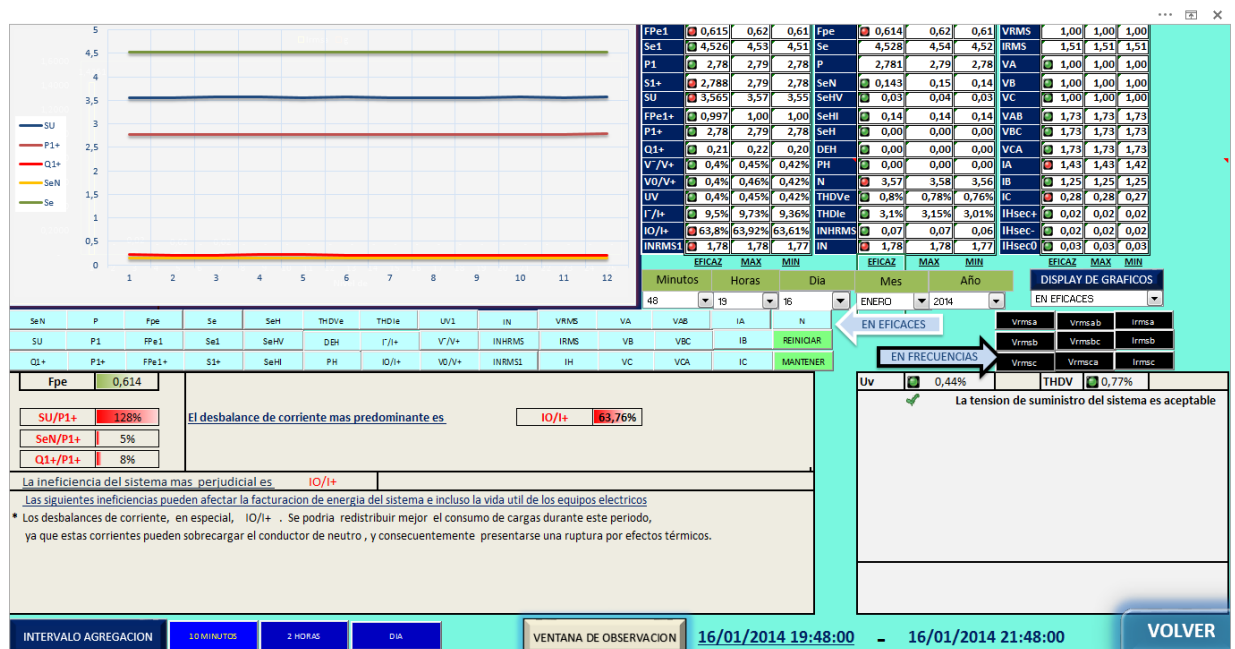 5
4,5
4
3,5
3
2,5
2
1,5
1
0,5
0
1 2 3 4 5 6 7 8 9 10 11 12
SU
P1+
Q1+
SeN
Se
FPe1 0,615 0,62 0,61 Fpe 0,614 0,62 0,61 VRMS 1,00 1,00 1,00
Se1 4,526 4,53 4,51 Se 4,528 4,54 4,52 IRMS 1,51 1,51 1,51
P1 2,78 2,79 2,78 P 2,781 2,79 2,78 VA 1,00 1,00 1,00
S1+ 2,788 2,79 2,78 SeN 0,143 0,15 0,14 VB 1,00 1,00 1,00
SU 3,565 3,57 3,55 SeHV 0,03 0,04 0,03 VC 1,00 1,00 1,00
FPe1+ 0,997 1,00 1,00 SeHI 0,14 0,14 0,14 VAB 1,73 1,73 1,73
P1+ 2,78 2,79 2,78 SeH 0,00 0,00 0,00 VBC 1,73 1,73 1,73
Q1+ 0,21 0,22 0,20 DEH 0,00 0,00 0,00 VCA 1,73 1,73 1,73
V¯/V+ 0,4% 0,45% 0,42% PH 0,00 0,00 0,00 IA 1,43 1,43 1,42
V0/V+ 0,4% 0,46% 0,42% N 3,57 3,58 3,56 IB 1,25 1,25 1,25
UV 0,4% 0,45% 0,42% THDVe 0,8% 0,78% 0,76% IC 0,28 0,28 0,27
I¯/I+ 9,5% 9,73% 9,36% THDIe 3,1% 3,15% 3,01% IHsec+ 0,02 0,02 0,02
IO/I+ 63,8% 63,92% 63,61% INHRMS 0,07 0,07 0,06 IHsec- 0,02 0,02 0,02
INRMS1 1,78 1,78 1,77 IN 1,78 1,78 1,77 IHsec0 0,03 0,03 0,03
EFICAZ MAX MIN EFICAZ MAX MIN EFICAZ MAX MIN
Minutos Horas Dia Mes Año DISPLAY DE GRAFICOS
48 19 16 ENERO 2014 EN EFICACES
SeN P Fpe Se SeH THDVe THDIe UV1 IN VRMS VA VAB IA N
SU P1 FPe1 Se1 SeHV DEH I¯/I+ V¯/V+ INHRMS IRMS VB VBC IB REINICIAR
Q1+ P1+ FPe1+ S1+ SeHI PH IO/I+ V0/V+ INRMS1 IH VC VCA IC MANTENER
EN EFICACES
EN FRECUENCIAS
Vrmsa Vrmsab Irmsa
Vrmsb Vrmsbc Irmsb
Vrmsc Vrmsca Irmsc
Fpe 0,614
SU/P1+ 128%
SeN/P1+ 5%
Q1+/P1+ 8%
El desbalance de corriente mas predominante es IO/I+ 63,76%
Uv 0,44% THDV 0,77%
La tension de suministro del sistema es aceptable
La ineficiencia del sistema mas perjudicial es IO/I+
Las siguientes ineficiencias pueden afectar la facturacion de energia del sistema e incluso la vida util de los equipos electricos
* Los desbalances de corriente, en especial, IO/I+ . Se podria redistribuir mejor el consumo de cargas durante este periodo,
ya que estas corrientes pueden sobrecargar el conductor de neutro , y consecuentemente presentarse una ruptura por efectos térmicos.
INTERVALO AGREGACION 10 MINUTOS 2 HORAS DIA VENTANA DE OBSERVACION 16/01/2014 19:48:00 - 16/01/2014 21:48:00 VOLVER